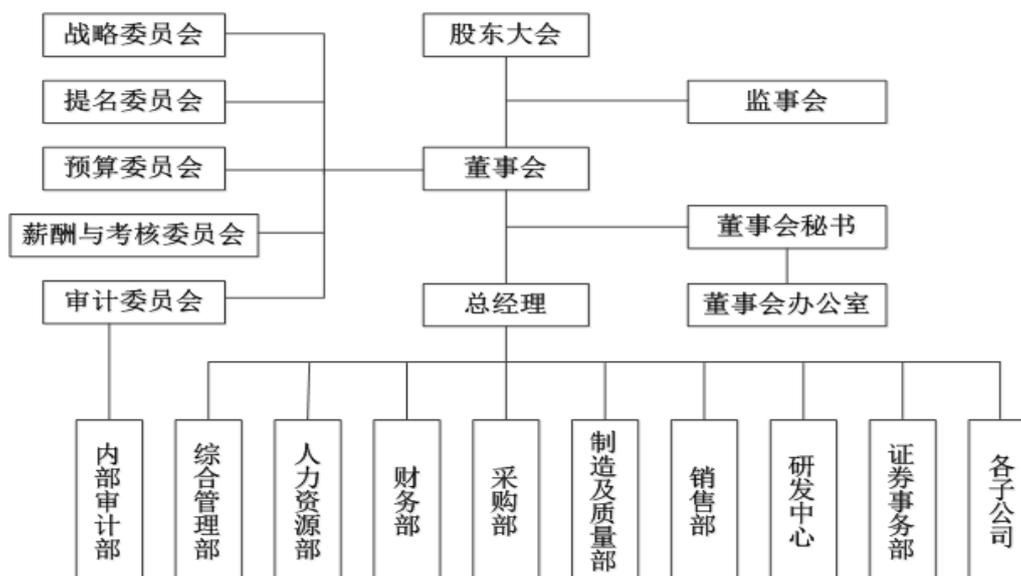 战略委员会
股东大会
提名委员会
监事会
预算委员会
董事会
薪酬与考核委员会
董事会秘书
审计委员会
总经理
董事会办公室
内部审计部
综合管理部
人力资源部
财务部
采购部
制造及质量部
销售部
研发中心
证券事务部
各子公司